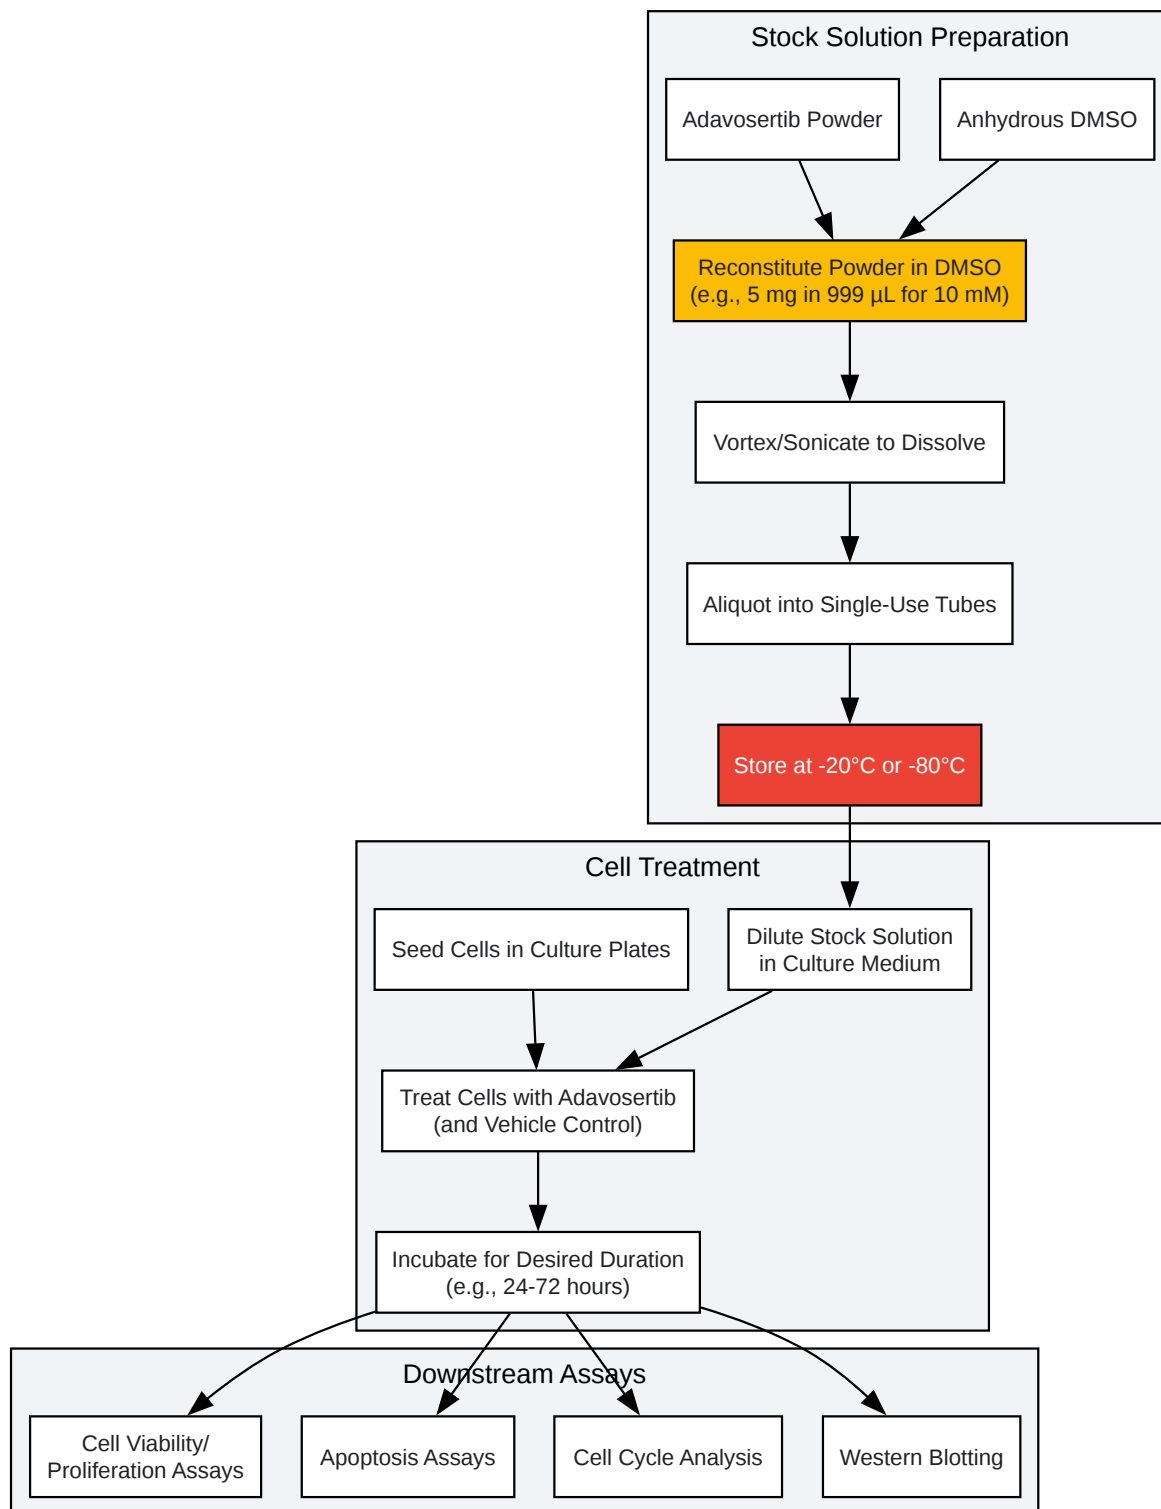 Stock Solution Preparation
Adavosertib Powder
Anhydrous DMSO
Reconstitute Powder in DMSO
(e.g., 5 mg in 999 µL for 10 mM)
Vortex/Sonicate to Dissolve
Aliquot into Single-Use Tubes
Store at -20°C or -80°C
Cell Treatment
Seed Cells in Culture Plates
Dilute Stock Solution
in Culture Medium
Treat Cells with Adavosertib
(and Vehicle Control)
Incubate for Desired Duration
(e.g., 24-72 hours)
Downstream Assays
Cell Viability/
Proliferation Assays
Apoptosis Assays
Cell Cycle Analysis
Western Blotting